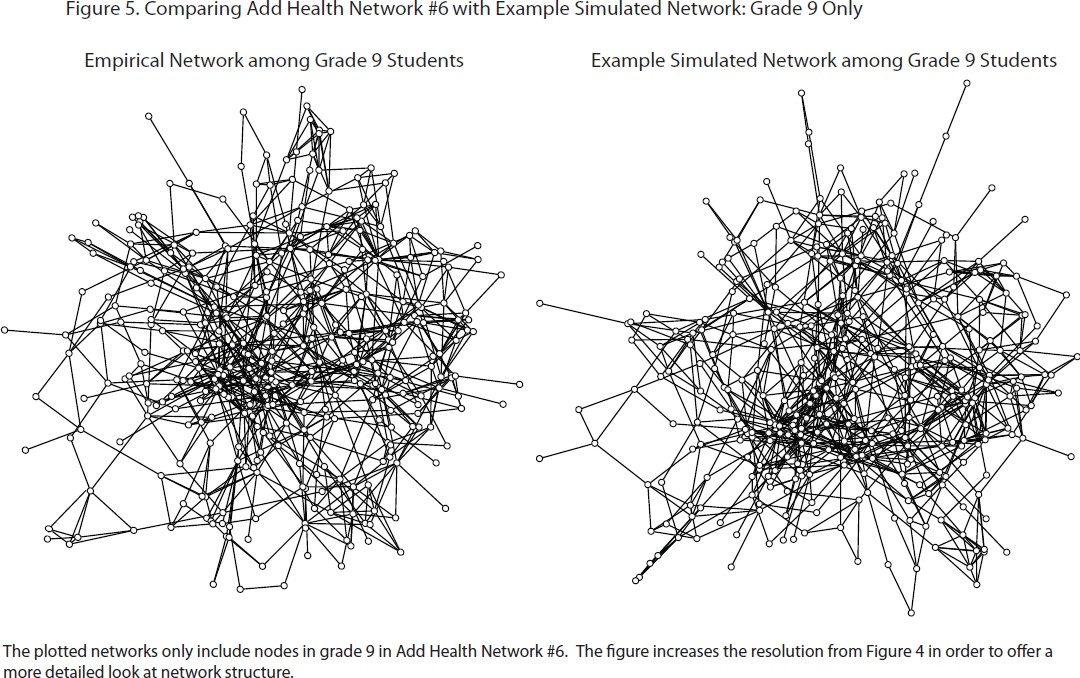 Figure 5. Comparing Add Health Network #6 with Example Simulated Network: Grade 9 Only
Empirical Network among Grade 9 Students
Example Simulated Network among Grade 9 Students
The plotted networks only include nodes in grade 9 in Add Health Network #6.  The figure increases the resolution from Figure 4 in order to offer a
more detailed look at network structure.